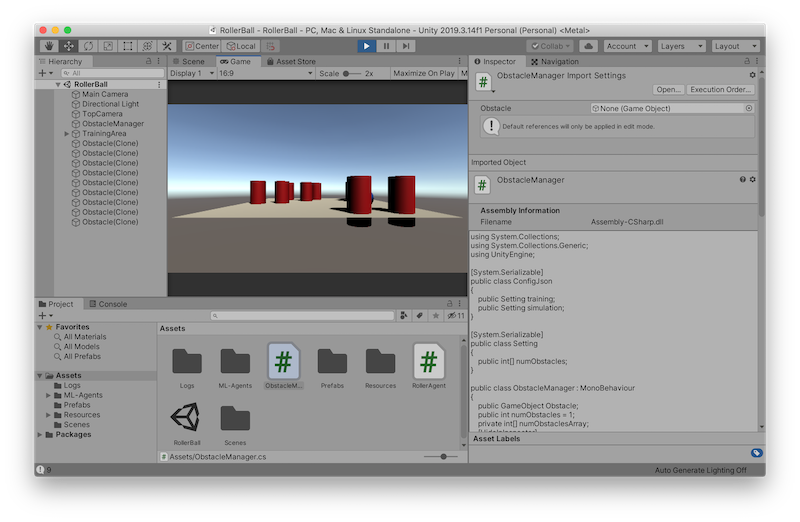 RollerBall - RollerBall - PC, Mac & Linux Standalone - Unity 2019.3.14f1 Personal (Personal) <Metal>
Center Local Collab Account Layers Layout
Hierarchy
All
RollerBall
Main Camera
Directional Light
TopCamera
ObstacleManager
TrainingArea
Obstacle(Clone)
Obstacle(Clone)
Obstacle(Clone)
Obstacle(Clone)
Obstacle(Clone)
Obstacle(Clone)
Obstacle(Clone)
Obstacle(Clone)
Obstacle(Clone)
Scene Game Asset Store
Display 1 16:9 Scale 2x Maximize On Play M
Inspector Navigation
ObstacleManager Import Settings
Open... Execution Order...
Obstacle None (Game Object)
Default references will only be applied in edit mode.
Imported Object
ObstacleManager
Assembly Information
Filename Assembly-CSharp.dll
using System.Collections;
using System.Collections.Generic;
using UnityEngine;
[System.Serializable]
public class ConfigJson
{
public Setting training;
public Setting simulation;
}
[System.Serializable]
public class Setting
{
public int[] numObstacles;
}
public class ObstacleManager : MonoBehaviour
{
public GameObject Obstacle;
public int numObstacles = 1;
private int[] numObstaclesArray;
Asset Labels
Project Console
11
Favorites
All Materials
All Models
All Prefabs
Assets
Logs
ML-Agents
Prefabs
Resources
Scenes
Packages
Assets
Logs ML-Agents ObstacleM... Prefabs Resources RollerAgent
RollerBall Scenes
Assets/ObstacleManager.cs
9
Auto Generate Lighting Off